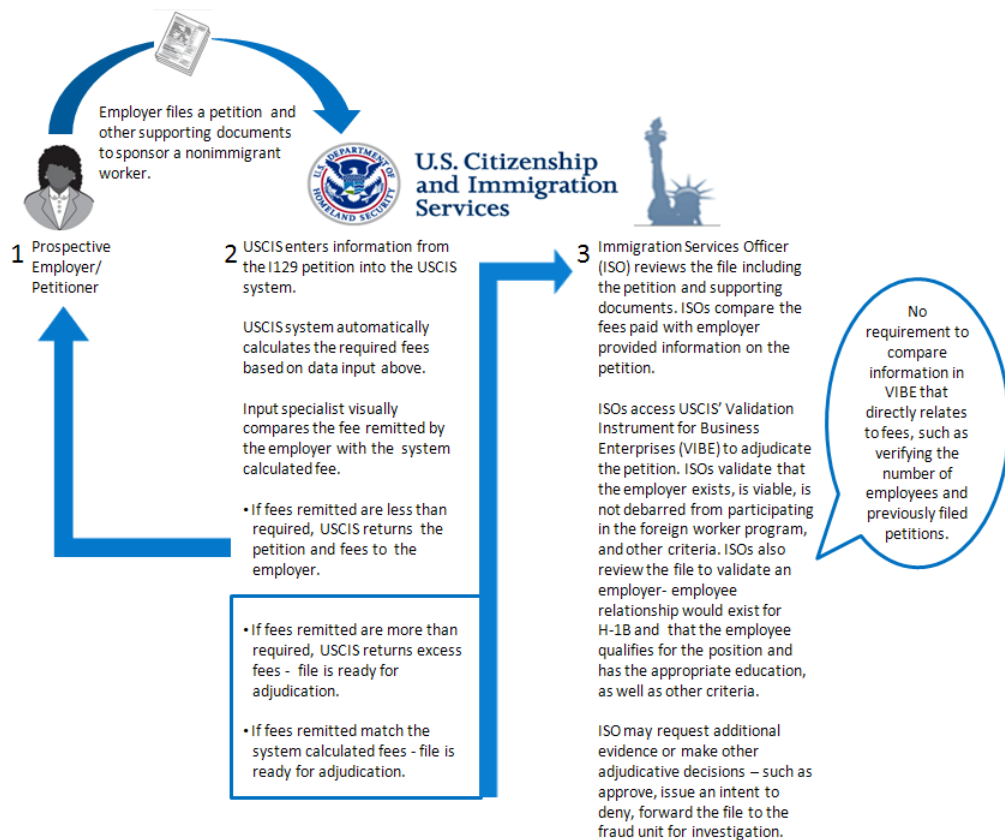 Employer files a petition and
other supporting documents
to sponsor a nonimmigrant
worker.
U.S. DEPARTMENT OF
HOMELAND SECURITY
U.S. Citizenship
and Immigration
Services
1 Prospective
Employer/
Petitioner
2 USCIS enters information from
the I129 petition into the USCIS
system.
USCIS system automatically
calculates the required fees
based on data input above.
Input specialist visually
compares the fee remitted by
the employer with the system
calculated fee.
• If fees remitted are less than
required, USCIS returns the
petition and fees to the
employer.
• If fees remitted are more than
required, USCIS returns excess
fees - file is ready for
adjudication.
• If fees remitted match the
system calculated fees - file is
ready for adjudication.
3 Immigration Services Officer
(ISO) reviews the file including
the petition and supporting
documents. ISOs compare the
fees paid with employer
provided information on the
petition.
ISOs access USCIS' Validation
Instrument for Business
Enterprises (VIBE) to adjudicate
the petition. ISOs validate that
the employer exists, is viable, is
not debarred from participating
in the foreign worker program,
and other criteria. ISOs also
review the file to validate an
employer- employee
relationship would exist for
H-1B and that the employee
qualifies for the position and
has the appropriate education,
as well as other criteria.
ISO may request additional
evidence or make other
adjudicative decisions – such as
approve, issue an intent to
deny, forward the file to the
fraud unit for investigation.
No
requirement to
compare
information in
VIBE that
directly relates
to fees, such as
verifying the
number of
employees and
previously filed
petitions.